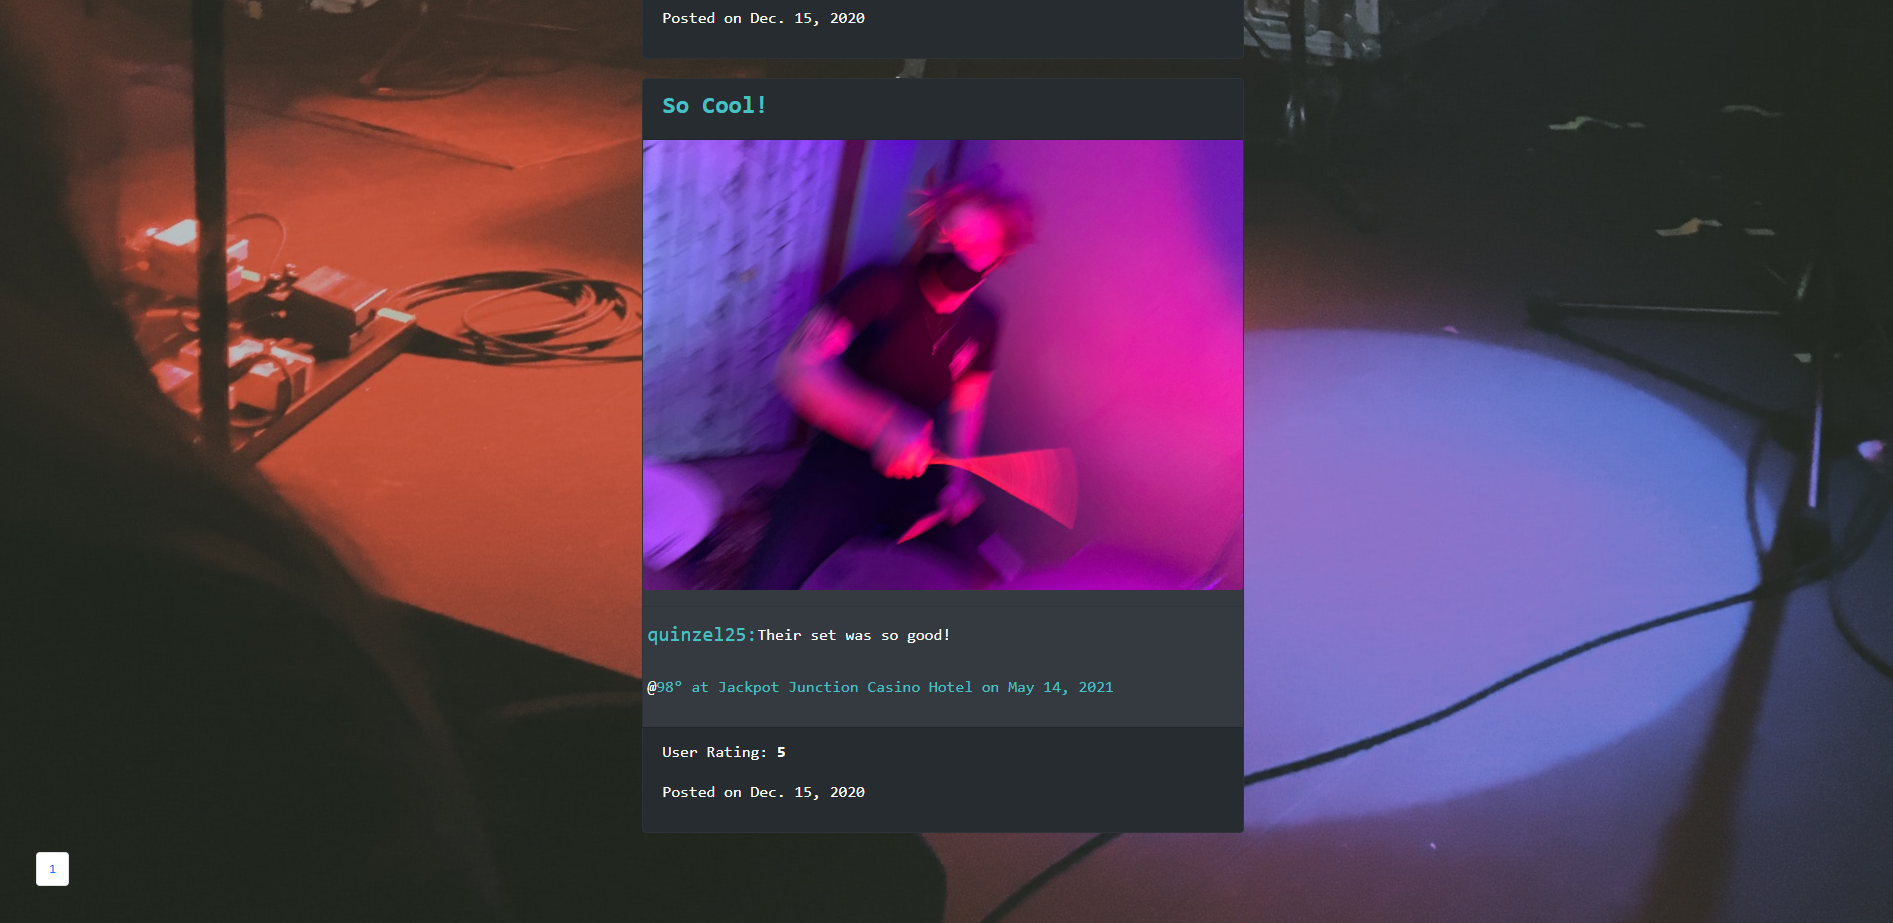 Posted on Dec. 15, 2020
So Cool!
quinzel25:Their set was so good!
@98° at Jackpot Junction Casino Hotel on May 14, 2021
User Rating: 5
Posted on Dec. 15, 2020
1